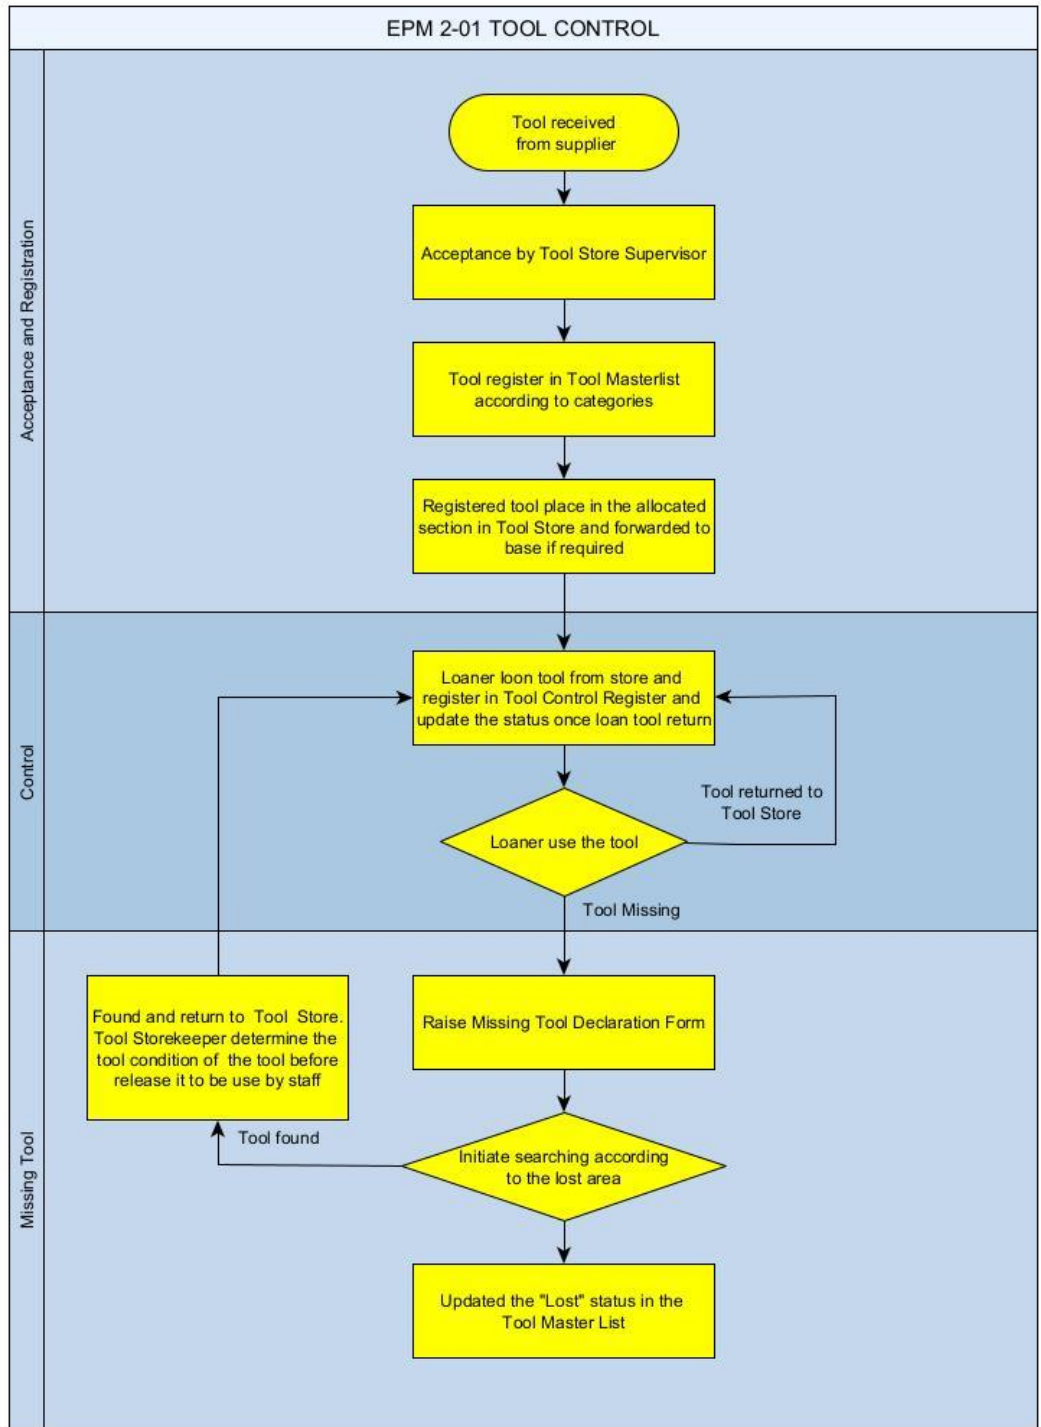 EPM 2-01 TOOL CONTROL
Acceptance and Registration
Tool received
from supplier
Acceptance by Tool Store Supervisor
Tool register in Tool Masterlist
according to categories
Registered tool place in the allocated
section in Tool Store and forwarded to
base if required
Control
Loaner loon tool from store and
register in Tool Control Register and
update the status once loan tool return
Tool returned to
Tool Store
Loaner use the tool
Tool Missing
Missing Tool
Found and return to Tool Store.
Tool Storekeeper determine the
tool condition of the tool before
release it to be use by staff
Raise Missing Tool Declaration Form
Tool found
Initiate searching according
to the lost area
Updated the "Lost" status in the
Tool Master List